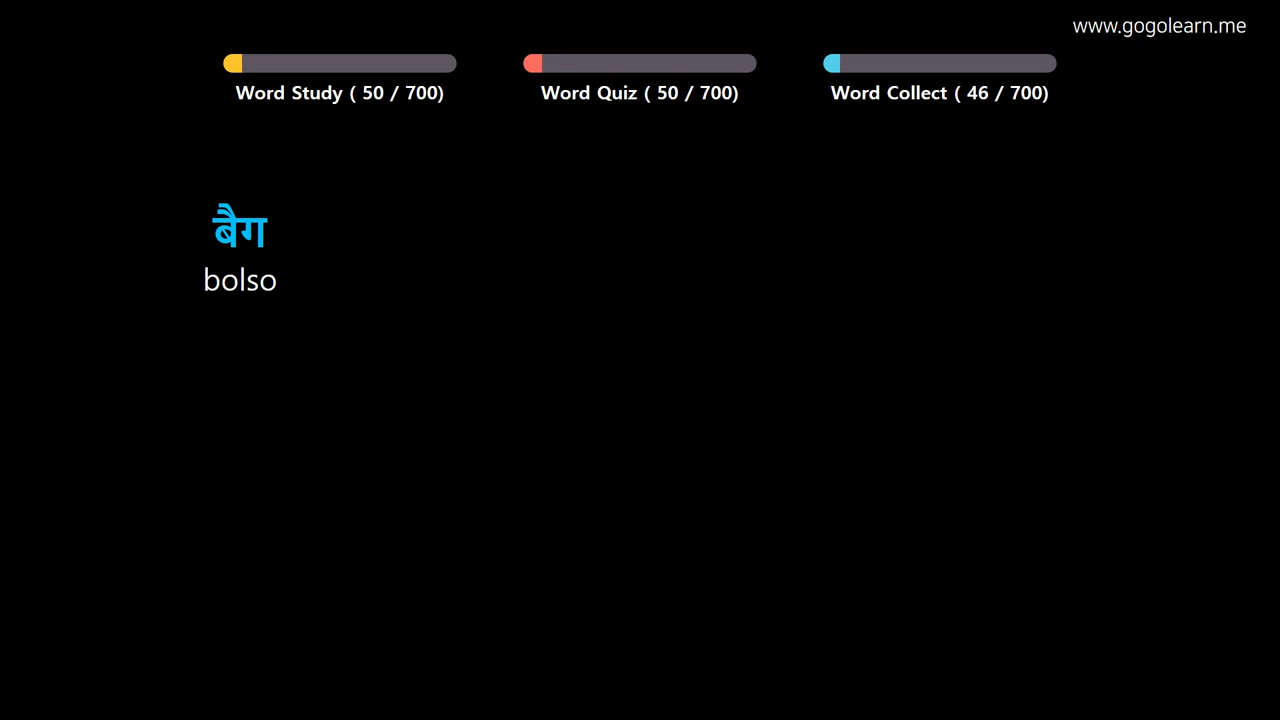 www.gogolearn.me
Word Study ( 50 / 700)
Word Quiz ( 50 / 700)
Word Collect ( 46 / 700)
बैग
bolso